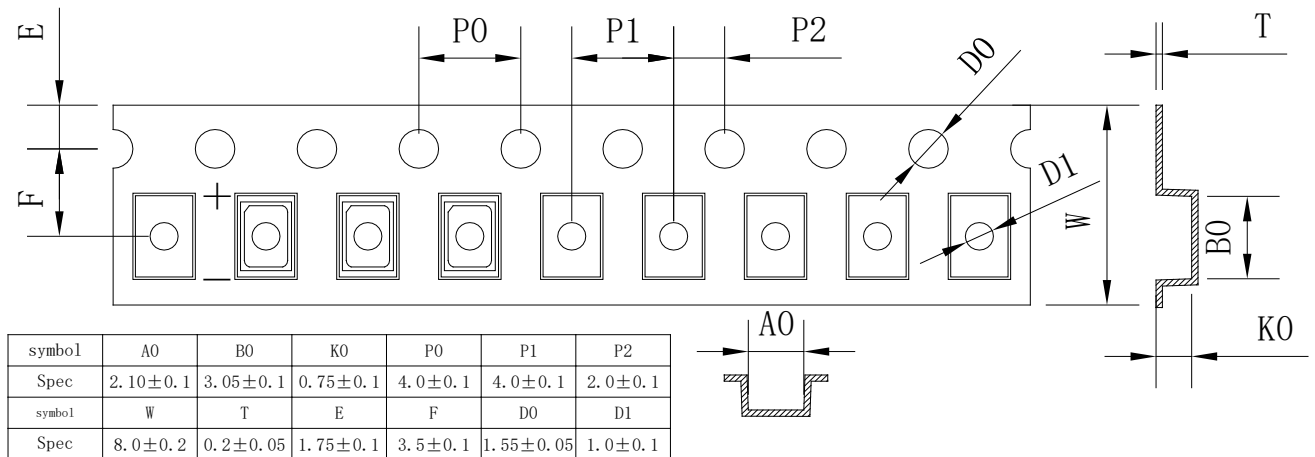 E
P0
P1
P2
D0
T
F
D1
W
B0
+
−
A0
K0
symbol A0 B0 K0 P0 P1 P2
Spec 2.10±0.1 3.05±0.1 0.75±0.1 4.0±0.1 4.0±0.1 2.0±0.1
symbol W T E F D0 D1
Spec 8.0±0.2 0.2±0.05 1.75±0.1 3.5±0.1 1.55±0.05 1.0±0.1